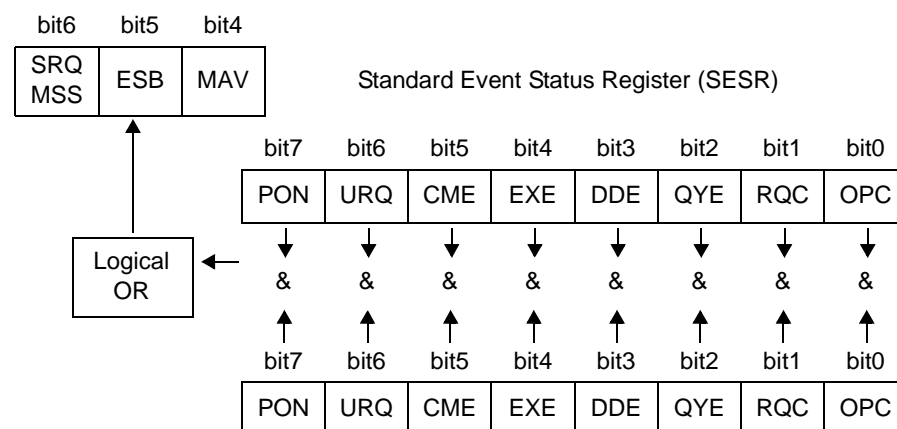 bit6 bit5 bit4
SRQ MSS ESB MAV
Standard Event Status Register (SESR)
bit7 bit6 bit5 bit4 bit3 bit2 bit1 bit0
PON URQ CME EXE DDE QYE RQC OPC
Logical OR
& & & & & & & &
bit7 bit6 bit5 bit4 bit3 bit2 bit1 bit0
PON URQ CME EXE DDE QYE RQC OPC